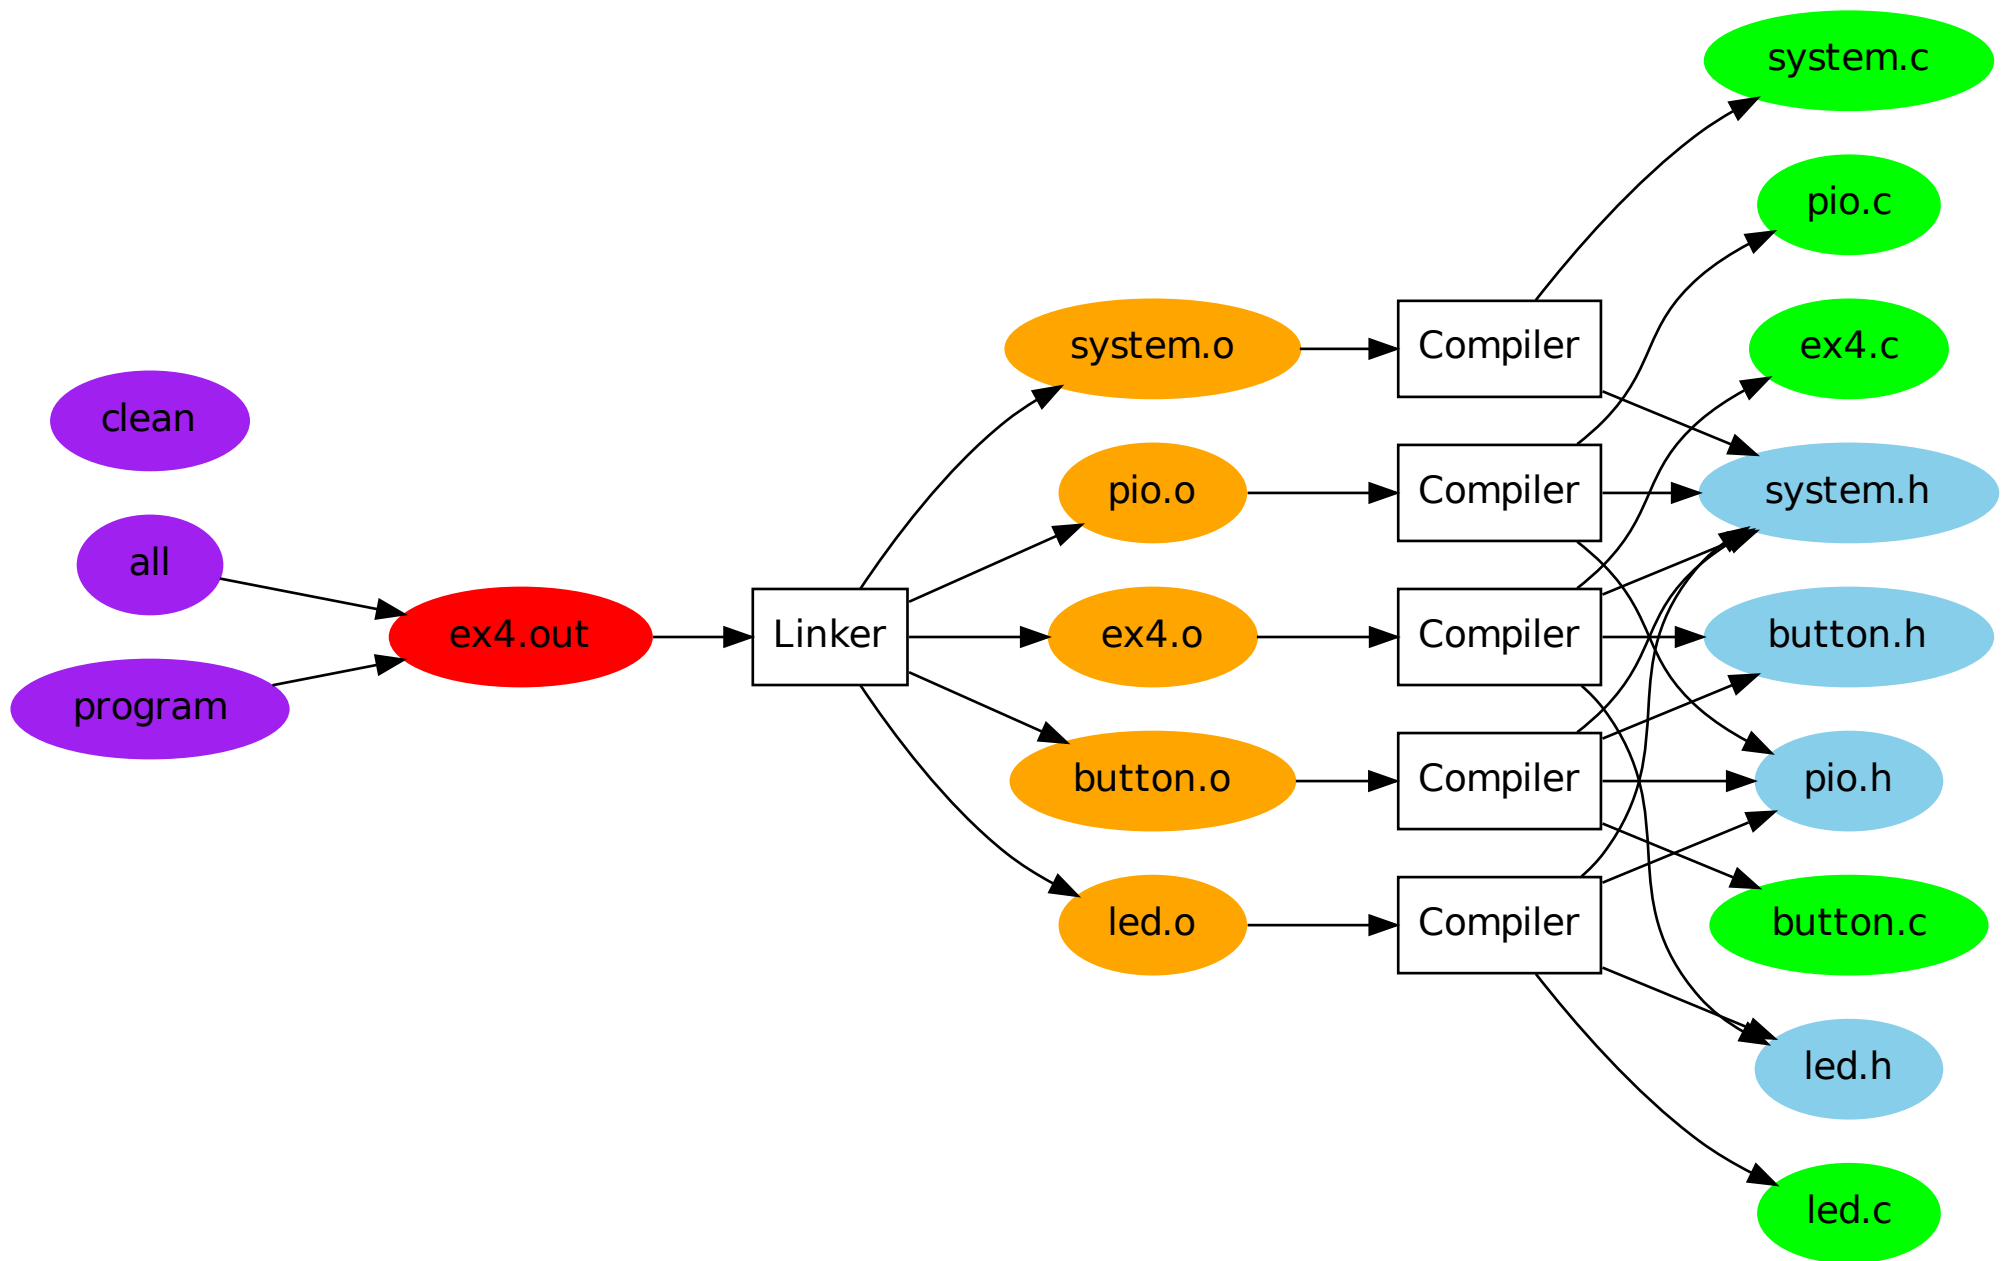 clean
all
program
ex4.out
Linker
system.o
pio.o
ex4.o
button.o
led.o
Compiler
Compiler
Compiler
Compiler
Compiler
system.c
pio.c
ex4.c
system.h
button.h
pio.h
button.c
led.h
led.c